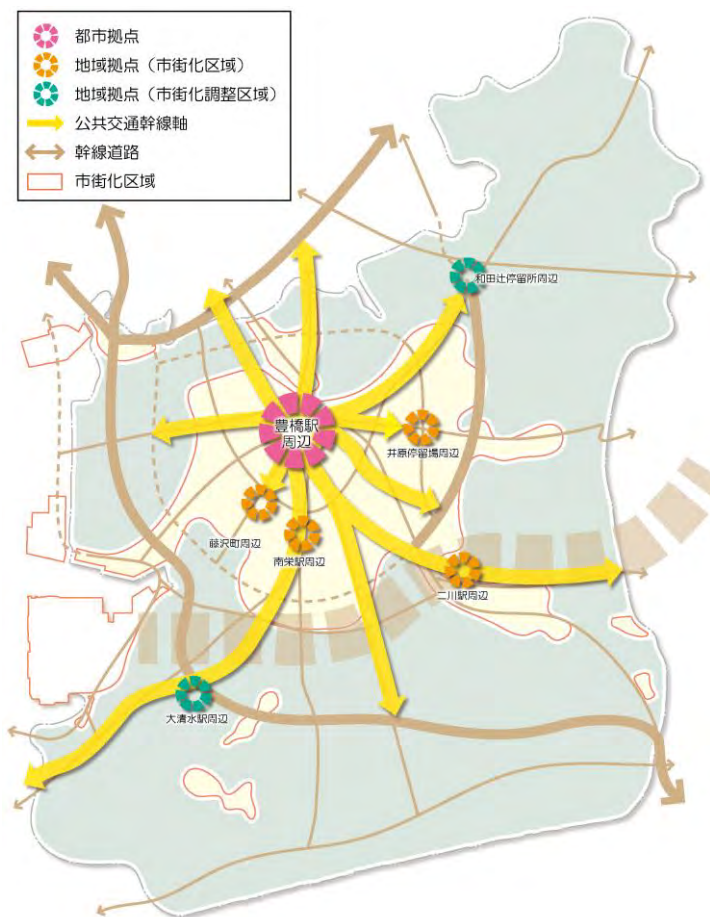 都市拠点
地域拠点（市街化区域）
地域拠点（市街化調整区域）
公共交通幹線軸
幹線道路
市街化区域
和田辻停留所周辺
豊橋駅
周辺
井原停留場周辺
藤沢町周辺
南栄駅周辺
二川駅周辺
大清水駅周辺